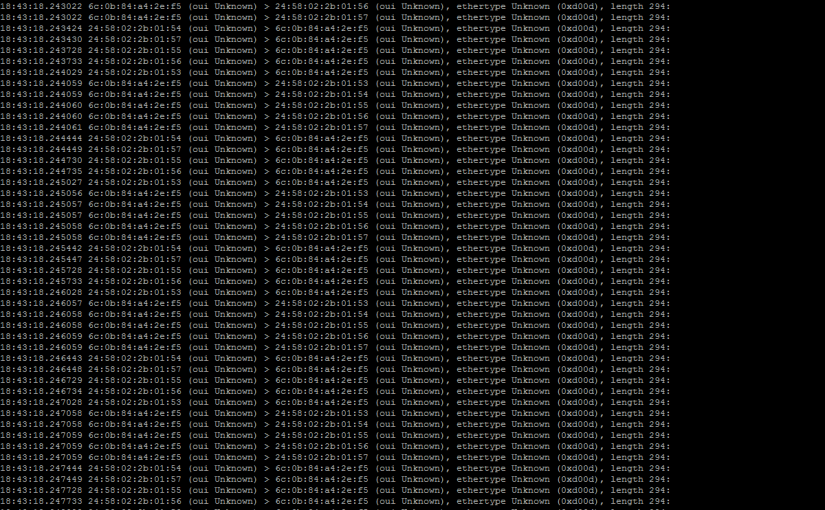 18:43:18.243022 6c:0b:84:a4:2e:f5 (oui Unknown) > 24:58:02:2b:01:56 (oui Unknown), ethertype Unknown (0xd00d), length 294:
18:43:18.243022 6c:0b:84:a4:2e:f5 (oui Unknown) > 24:58:02:2b:01:57 (oui Unknown), ethertype Unknown (0xd00d), length 294:
18:43:18.243424 24:58:02:2b:01:54 (oui Unknown) > 6c:0b:84:a4:2e:f5 (oui Unknown), ethertype Unknown (0xd00d), length 294:
18:43:18.243430 24:58:02:2b:01:57 (oui Unknown) > 6c:0b:84:a4:2e:f5 (oui Unknown), ethertype Unknown (0xd00d), length 294:
18:43:18.243728 24:58:02:2b:01:55 (oui Unknown) > 6c:0b:84:a4:2e:f5 (oui Unknown), ethertype Unknown (0xd00d), length 294:
18:43:18.243733 24:58:02:2b:01:56 (oui Unknown) > 6c:0b:84:a4:2e:f5 (oui Unknown), ethertype Unknown (0xd00d), length 294:
18:43:18.244029 24:58:02:2b:01:53 (oui Unknown) > 6c:0b:84:a4:2e:f5 (oui Unknown), ethertype Unknown (0xd00d), length 294:
18:43:18.244059 6c:0b:84:a4:2e:f5 (oui Unknown) > 24:58:02:2b:01:53 (oui Unknown), ethertype Unknown (0xd00d), length 294:
18:43:18.244059 6c:0b:84:a4:2e:f5 (oui Unknown) > 24:58:02:2b:01:54 (oui Unknown), ethertype Unknown (0xd00d), length 294:
18:43:18.244060 6c:0b:84:a4:2e:f5 (oui Unknown) > 24:58:02:2b:01:55 (oui Unknown), ethertype Unknown (0xd00d), length 294:
18:43:18.244060 6c:0b:84:a4:2e:f5 (oui Unknown) > 24:58:02:2b:01:56 (oui Unknown), ethertype Unknown (0xd00d), length 294:
18:43:18.244061 6c:0b:84:a4:2e:f5 (oui Unknown) > 24:58:02:2b:01:57 (oui Unknown), ethertype Unknown (0xd00d), length 294:
18:43:18.244444 24:58:02:2b:01:54 (oui Unknown) > 6c:0b:84:a4:2e:f5 (oui Unknown), ethertype Unknown (0xd00d), length 294:
18:43:18.244449 24:58:02:2b:01:57 (oui Unknown) > 6c:0b:84:a4:2e:f5 (oui Unknown), ethertype Unknown (0xd00d), length 294:
18:43:18.244730 24:58:02:2b:01:55 (oui Unknown) > 6c:0b:84:a4:2e:f5 (oui Unknown), ethertype Unknown (0xd00d), length 294:
18:43:18.244735 24:58:02:2b:01:56 (oui Unknown) > 6c:0b:84:a4:2e:f5 (oui Unknown), ethertype Unknown (0xd00d), length 294:
18:43:18.245027 24:58:02:2b:01:53 (oui Unknown) > 6c:0b:84:a4:2e:f5 (oui Unknown), ethertype Unknown (0xd00d), length 294:
18:43:18.245056 6c:0b:84:a4:2e:f5 (oui Unknown) > 24:58:02:2b:01:53 (oui Unknown), ethertype Unknown (0xd00d), length 294:
18:43:18.245057 6c:0b:84:a4:2e:f5 (oui Unknown) > 24:58:02:2b:01:54 (oui Unknown), ethertype Unknown (0xd00d), length 294:
18:43:18.245057 6c:0b:84:a4:2e:f5 (oui Unknown) > 24:58:02:2b:01:55 (oui Unknown), ethertype Unknown (0xd00d), length 294:
18:43:18.245058 6c:0b:84:a4:2e:f5 (oui Unknown) > 24:58:02:2b:01:56 (oui Unknown), ethertype Unknown (0xd00d), length 294:
18:43:18.245058 6c:0b:84:a4:2e:f5 (oui Unknown) > 24:58:02:2b:01:57 (oui Unknown), ethertype Unknown (0xd00d), length 294:
18:43:18.245442 24:58:02:2b:01:54 (oui Unknown) > 6c:0b:84:a4:2e:f5 (oui Unknown), ethertype Unknown (0xd00d), length 294:
18:43:18.245447 24:58:02:2b:01:57 (oui Unknown) > 6c:0b:84:a4:2e:f5 (oui Unknown), ethertype Unknown (0xd00d), length 294:
18:43:18.245728 24:58:02:2b:01:55 (oui Unknown) > 6c:0b:84:a4:2e:f5 (oui Unknown), ethertype Unknown (0xd00d), length 294:
18:43:18.245733 24:58:02:2b:01:56 (oui Unknown) > 6c:0b:84:a4:2e:f5 (oui Unknown), ethertype Unknown (0xd00d), length 294:
18:43:18.246028 24:58:02:2b:01:53 (oui Unknown) > 6c:0b:84:a4:2e:f5 (oui Unknown), ethertype Unknown (0xd00d), length 294:
18:43:18.246057 6c:0b:84:a4:2e:f5 (oui Unknown) > 24:58:02:2b:01:53 (oui Unknown), ethertype Unknown (0xd00d), length 294:
18:43:18.246058 6c:0b:84:a4:2e:f5 (oui Unknown) > 24:58:02:2b:01:54 (oui Unknown), ethertype Unknown (0xd00d), length 294:
18:43:18.246058 6c:0b:84:a4:2e:f5 (oui Unknown) > 24:58:02:2b:01:55 (oui Unknown), ethertype Unknown (0xd00d), length 294:
18:43:18.246059 6c:0b:84:a4:2e:f5 (oui Unknown) > 24:58:02:2b:01:56 (oui Unknown), ethertype Unknown (0xd00d), length 294:
18:43:18.246059 6c:0b:84:a4:2e:f5 (oui Unknown) > 24:58:02:2b:01:57 (oui Unknown), ethertype Unknown (0xd00d), length 294:
18:43:18.246443 24:58:02:2b:01:54 (oui Unknown) > 6c:0b:84:a4:2e:f5 (oui Unknown), ethertype Unknown (0xd00d), length 294:
18:43:18.246448 24:58:02:2b:01:57 (oui Unknown) > 6c:0b:84:a4:2e:f5 (oui Unknown), ethertype Unknown (0xd00d), length 294:
18:43:18.246729 24:58:02:2b:01:55 (oui Unknown) > 6c:0b:84:a4:2e:f5 (oui Unknown), ethertype Unknown (0xd00d), length 294:
18:43:18.246734 24:58:02:2b:01:56 (oui Unknown) > 6c:0b:84:a4:2e:f5 (oui Unknown), ethertype Unknown (0xd00d), length 294:
18:43:18.247028 24:58:02:2b:01:53 (oui Unknown) > 6c:0b:84:a4:2e:f5 (oui Unknown), ethertype Unknown (0xd00d), length 294:
18:43:18.247058 6c:0b:84:a4:2e:f5 (oui Unknown) > 24:58:02:2b:01:53 (oui Unknown), ethertype Unknown (0xd00d), length 294:
18:43:18.247058 6c:0b:84:a4:2e:f5 (oui Unknown) > 24:58:02:2b:01:54 (oui Unknown), ethertype Unknown (0xd00d), length 294:
18:43:18.247059 6c:0b:84:a4:2e:f5 (oui Unknown) > 24:58:02:2b:01:55 (oui Unknown), ethertype Unknown (0xd00d), length 294:
18:43:18.247059 6c:0b:84:a4:2e:f5 (oui Unknown) > 24:58:02:2b:01:56 (oui Unknown), ethertype Unknown (0xd00d), length 294:
18:43:18.247059 6c:0b:84:a4:2e:f5 (oui Unknown) > 24:58:02:2b:01:57 (oui Unknown), ethertype Unknown (0xd00d), length 294:
18:43:18.247444 24:58:02:2b:01:54 (oui Unknown) > 6c:0b:84:a4:2e:f5 (oui Unknown), ethertype Unknown (0xd00d), length 294:
18:43:18.247449 24:58:02:2b:01:57 (oui Unknown) > 6c:0b:84:a4:2e:f5 (oui Unknown), ethertype Unknown (0xd00d), length 294:
18:43:18.247728 24:58:02:2b:01:55 (oui Unknown) > 6c:0b:84:a4:2e:f5 (oui Unknown), ethertype Unknown (0xd00d), length 294:
18:43:18.247733 24:58:02:2b:01:56 (oui Unknown) > 6c:0b:84:a4:2e:f5 (oui Unknown), ethertype Unknown (0xd00d), length 294: